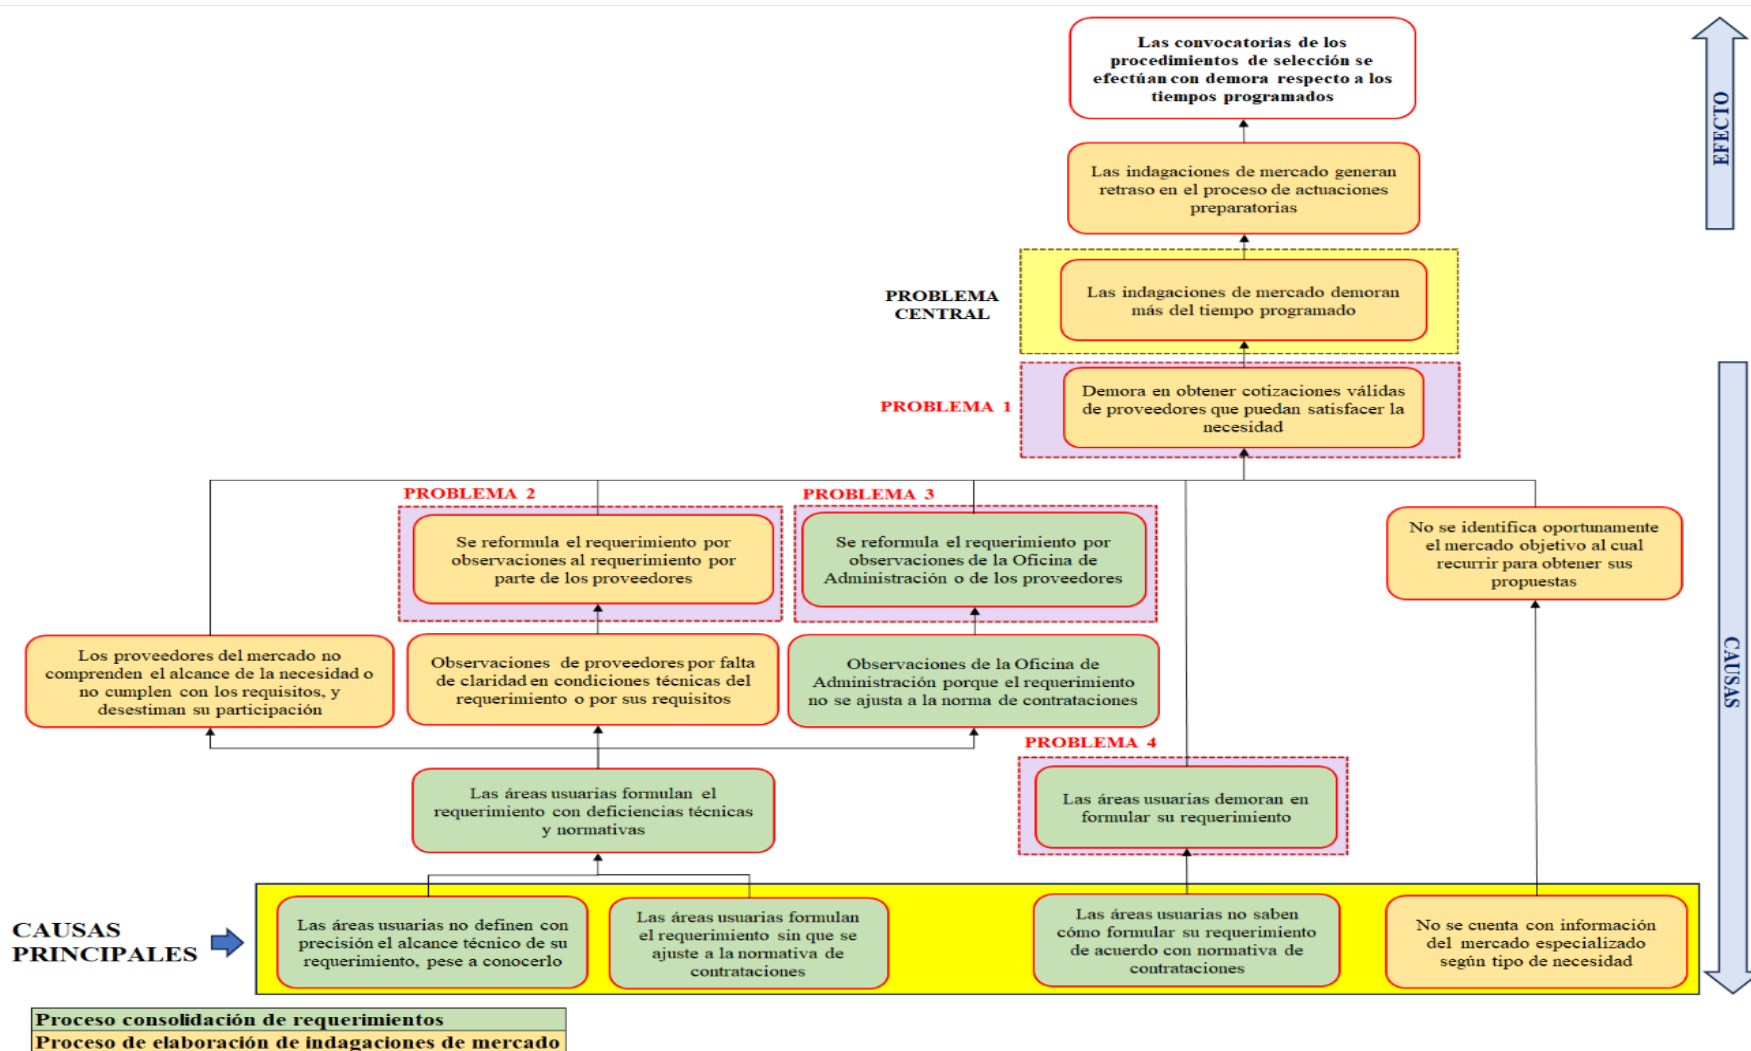 Las convocatorias de los
procedimientos de selección se
efectúan con demora respecto a los
tiempos programados
EFECTO
Las indagaciones de mercado generan
retraso en el proceso de actuaciones
preparatorias
PROBLEMA
CENTRAL
Las indagaciones de mercado demoran
más del tiempo programado
PROBLEMA 1
Demora en obtener cotizaciones válidas
de proveedores que puedan satisfacer la
necesidad
PROBLEMA 2
Se reformula el requerimiento por
observaciones al requerimiento por
parte de los proveedores
PROBLEMA 3
Se reformula el requerimiento por
observaciones de la Oficina de
Administración o de los proveedores
No se identifica oportunamente
el mercado objetivo al cual
recurrir para obtener sus
propuestas
CAUSAS
Los proveedores del mercado no
comprenden el alcance de la necesidad o
no cumplen con los requisitos, y
desestiman su participación
Observaciones de proveedores por falta
de claridad en condiciones técnicas del
requerimiento o por sus requisitos
Observaciones de la Oficina de
Administración porque el requerimiento
no se ajusta a la norma de contrataciones
PROBLEMA 4
Las áreas usuarias formulan el
requerimiento con deficiencias técnicas
y normativas
Las áreas usuarias demoran en
formular su requerimiento
CAUSAS
PRINCIPALES
Las áreas usuarias no definen con
precisión el alcance técnico de su
requerimiento, pese a conocerlo
Las áreas usuarias formulan
el requerimiento sin que se
ajuste a la normativa de
contrataciones
Las áreas usuarias no saben
cómo formular su requerimiento
de acuerdo con normativa de
contrataciones
No se cuenta con información
del mercado especializado
según tipo de necesidad
Proceso consolidación de requerimientos
Proceso de elaboración de indagaciones de mercado